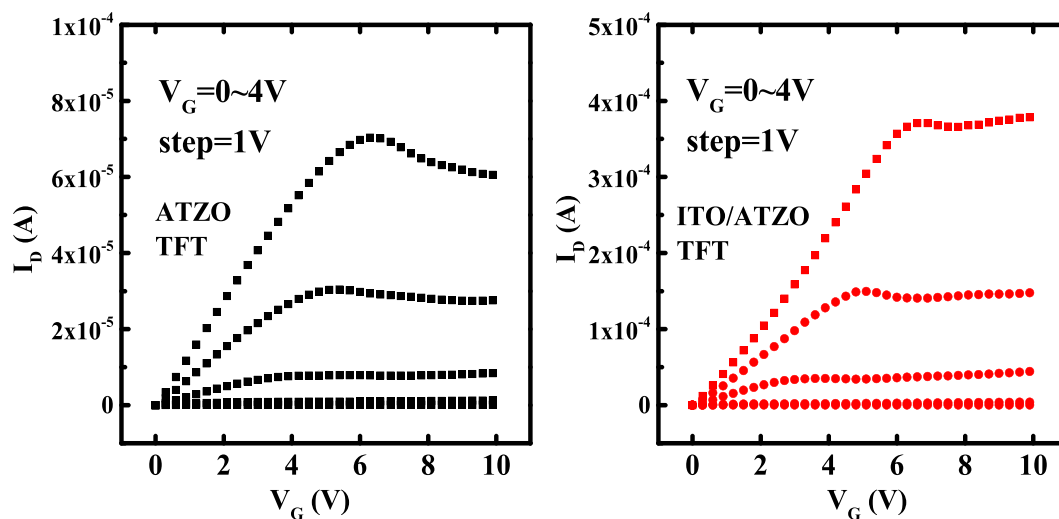 1x10-4
8x10-5
6x10-5
4x10-5
2x10-5
0
I_D (A)
V_G=0~4V
step=1V
ATZO
TFT
0 2 4 6 8 10
V_G (V)
5x10-4
4x10-4
3x10-4
2x10-4
1x10-4
0
I_D (A)
V_G=0~4V
step=1V
ITO/ATZO
TFT
0 2 4 6 8 10
V_G (V)